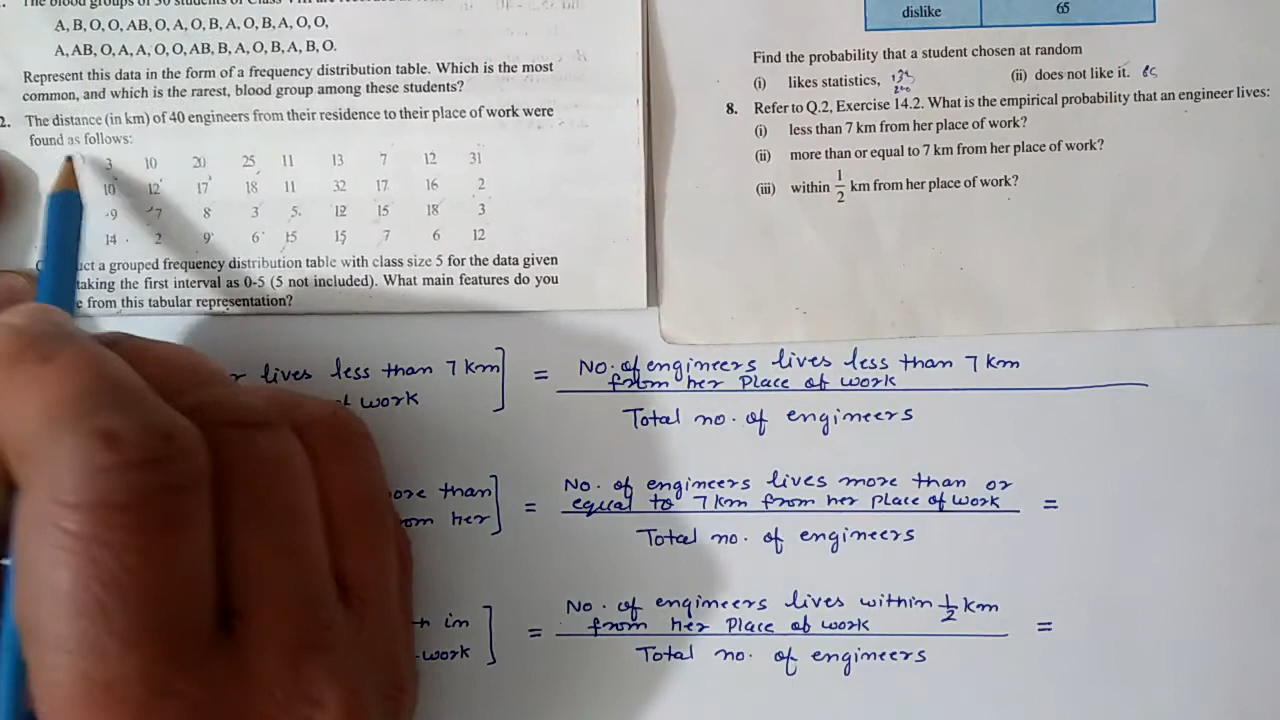 A, B, O, O, AB, O, A, O, B, A, O, B, A, O, O,
A, AB, O, A, A, O, O, AB, B, A, O, B, A, B, O.
Represent this data in the form of a frequency distribution table. Which is the most
common, and which is the rarest, blood group among these students?
2. The distance (in km) of 40 engineers from their residence to their place of work were
found as follows:
3 10 20 25 11 13 7 12 31
10 12 17 18 11 32 17 16 2
9 7 8 3 5 12 15 18 3
14 2 9 6 15 15 7 6 12
a grouped frequency distribution table with class size 5 for the data given
taking the first interval as 0-5 (5 not included). What main features do you
from this tabular representation?
dislike 65
Find the probability that a student chosen at random
(i) likes statistics, 135/200 (ii) does not like it. 65
8. Refer to Q.2, Exercise 14.2. What is the empirical probability that an engineer lives:
(i) less than 7 km from her place of work?
(ii) more than or equal to 7 km from her place of work?
(iii) within 1/2 km from her place of work?
lives less than 7 km] = No. of engineers lives less than 7 km
work from her place of work
Total no. of engineers
more than] = No. of engineers lives more than or
from her equal to 7 km from her place of work =
Total no. of engineers
in] = No. of engineers lives within 1/2 km
work from her place of work =
Total no. of engineers